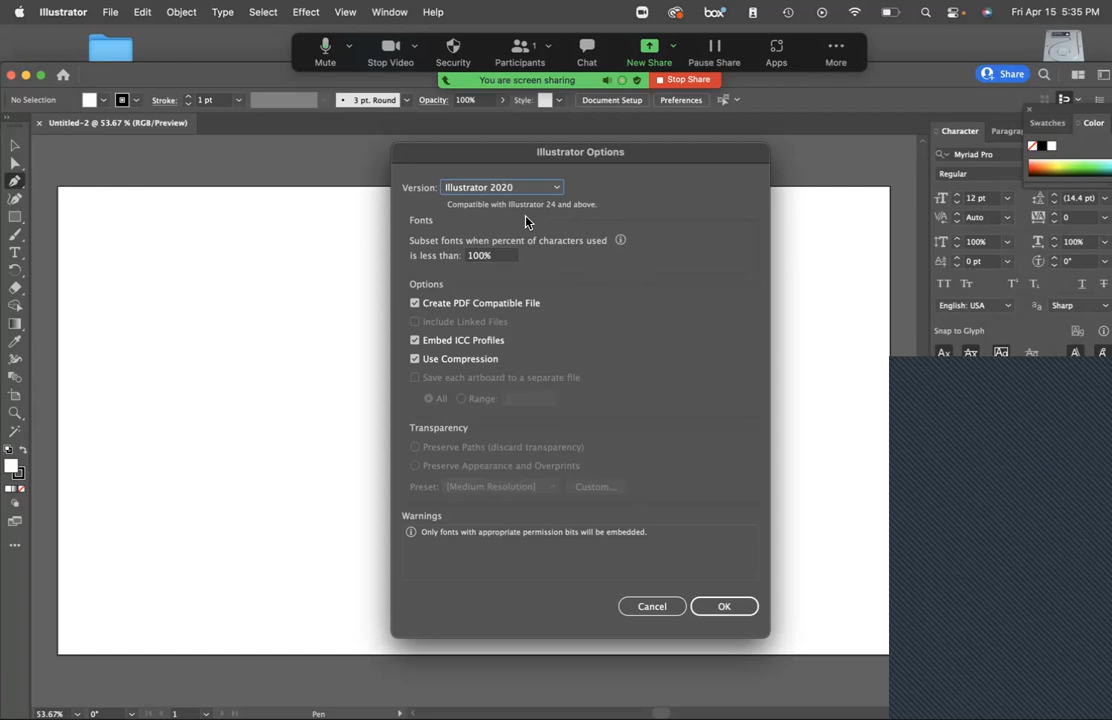 Illustrator File Edit Object Type Select Effect View Window Help box Fri Apr 15 5:35 PM
Mute Stop Video Security Participants 1 Chat New Share Pause Share Apps More
You are screen sharing Stop Share
Share
No Selection Stroke: 1 pt 3 pt. Round Opacity: 100% Style: Document Setup Preferences
× Untitled-2 @ 53.67 % (RGB/Preview)
Swatches Color
Character
Myriad Pro
Regular
12 pt (14.4 pt)
Auto 0
100% 100%
0 pt 0°
English: USA Sharp
Snap to Glyph
Illustrator Options
Version: Illustrator 2020
Compatible with Illustrator 24 and above.
Fonts
Subset fonts when percent of characters used
is less than: 100%
Options
Create PDF Compatible File
Include Linked Files
Embed ICC Profiles
Use Compression
Save each artboard to a separate file
All Range:
Transparency
Preserve Paths (discard transparency)
Preserve Appearance and Overprints
Preset: [Medium Resolution] Custom...
Warnings
Only fonts with appropriate permission bits will be embedded.
Cancel OK
53.67% 0° 1 Pen